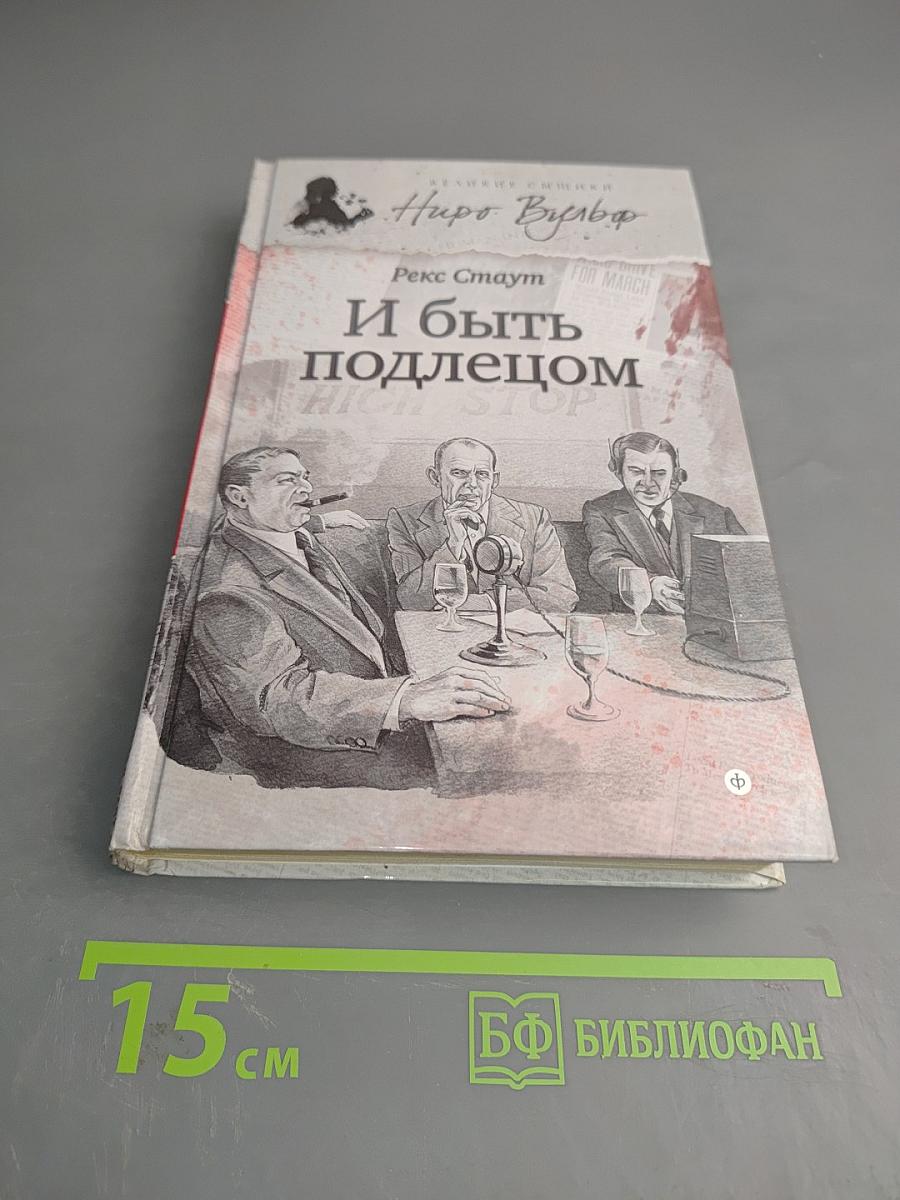 ВЕЛИКИЕ СЫЩИКИ
Ниро Вульф
Рекс Стаут
FOR MARCH
И быть
подлецом
HIGH STOP
Ф
15 см
БФ БИБЛИОФАН